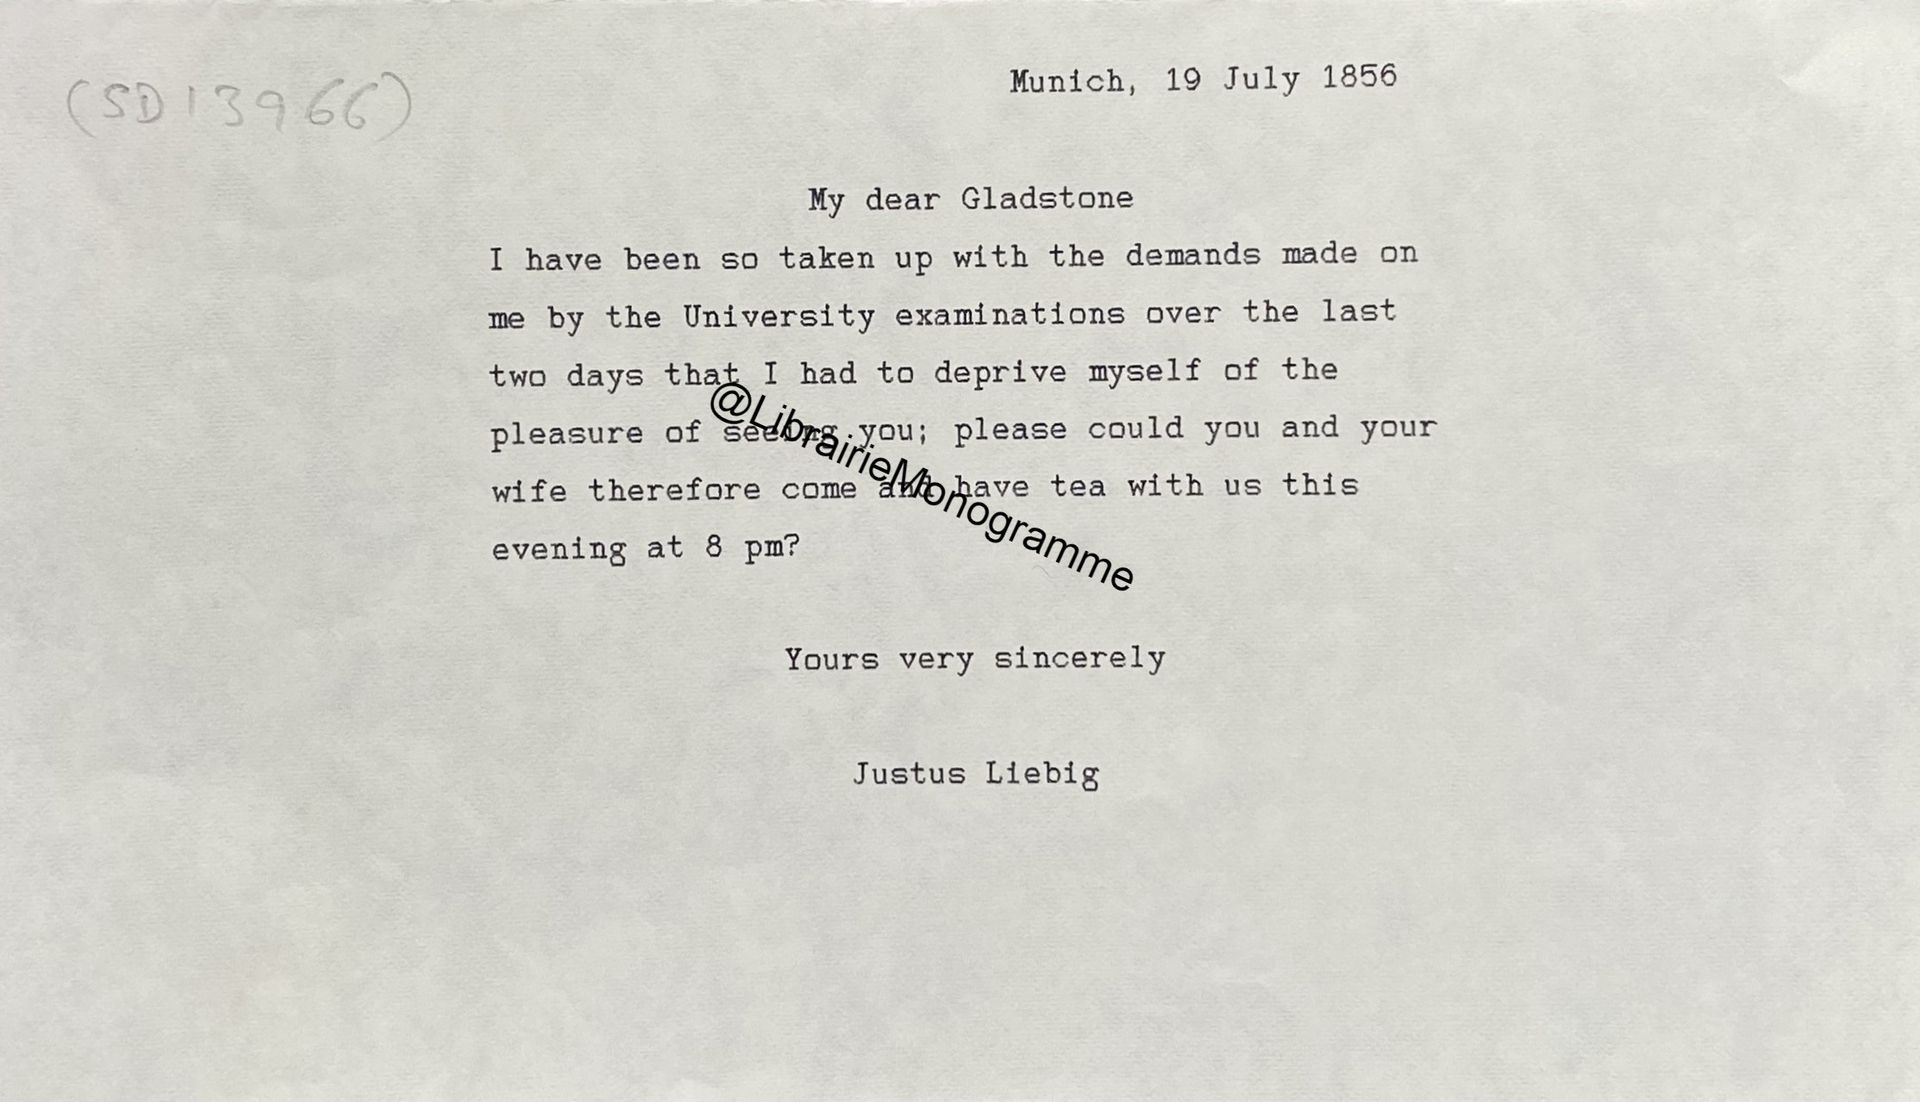 (SD13966)
Munich, 19 July 1856
My dear Gladstone
I have been so taken up with the demands made on
me by the University examinations over the last
two days that I had to deprive myself of the
pleasure of seeing you; please could you and your
wife therefore come and have tea with us this
evening at 8 pm?
@LibrairieMonogramme
Yours very sincerely
Justus Liebig